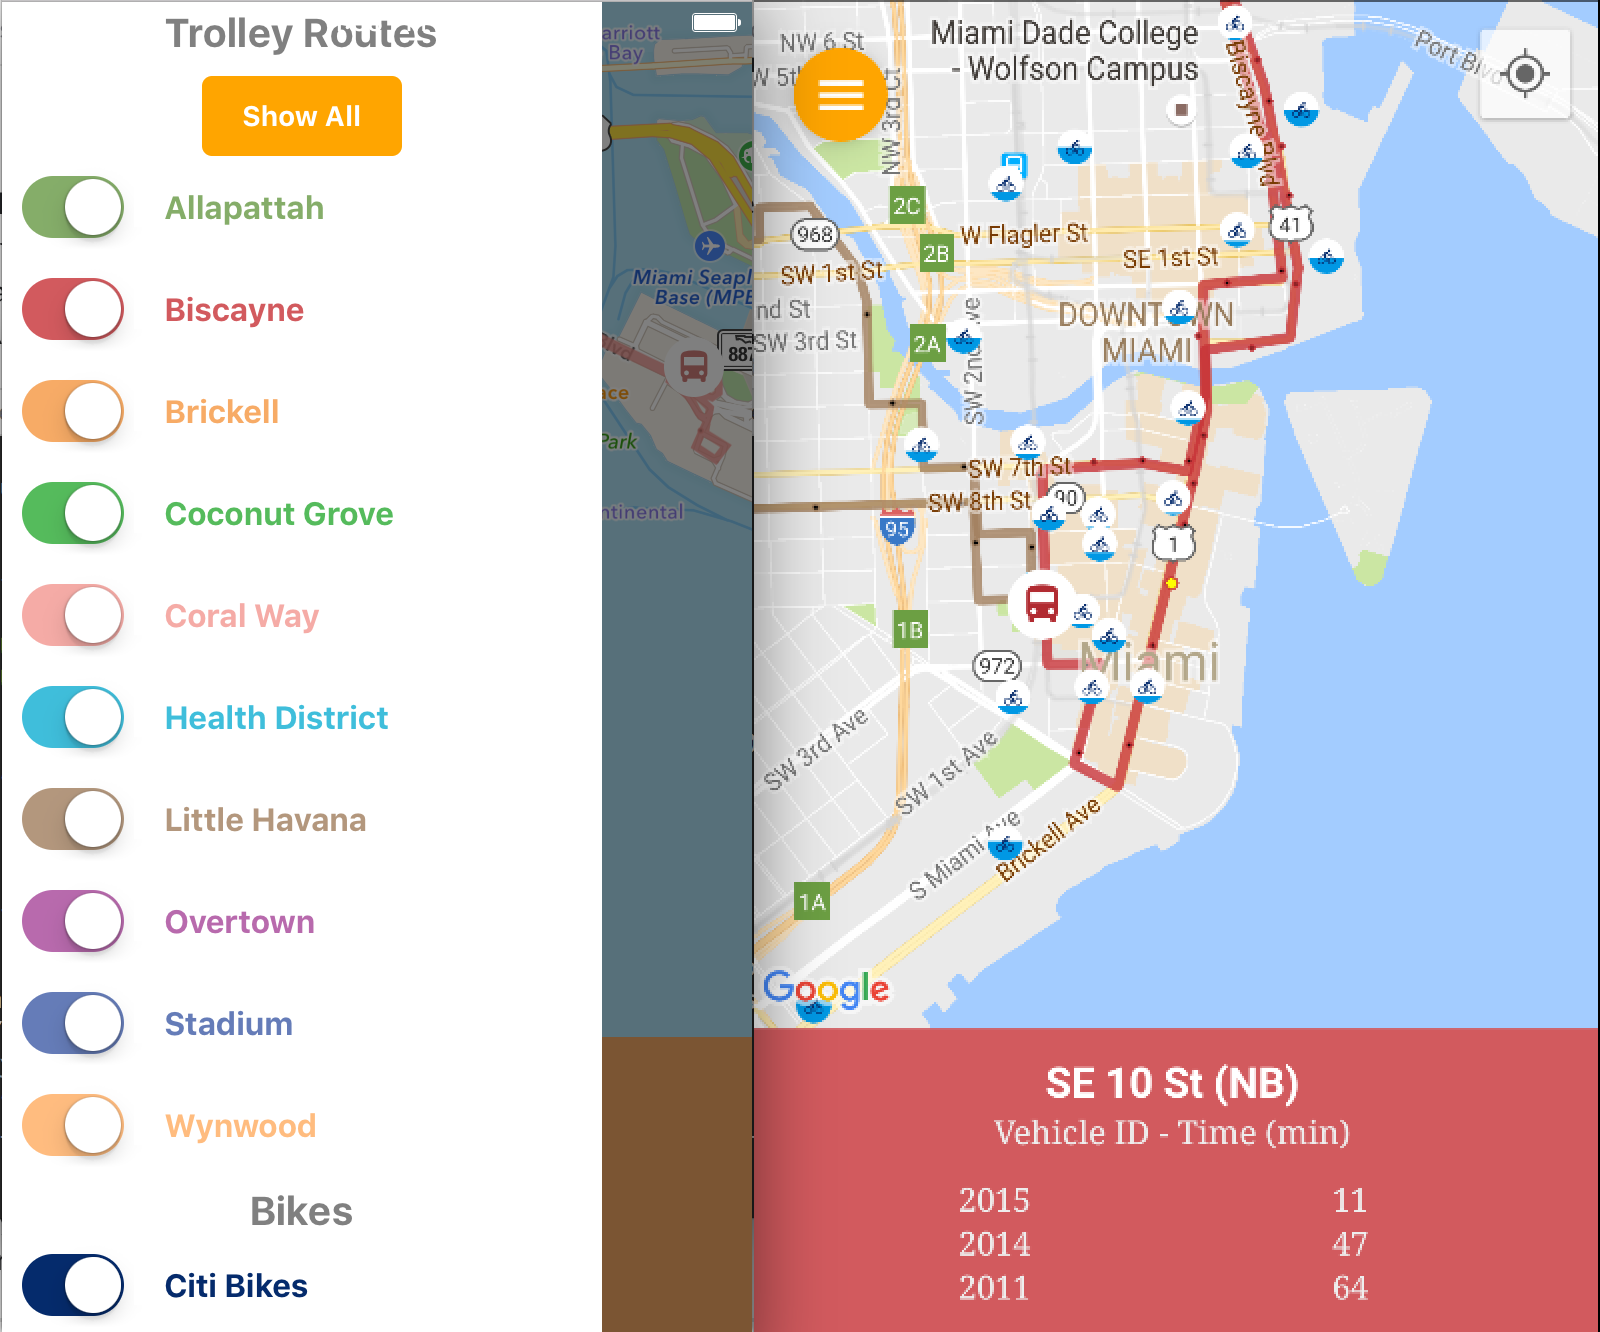 Trolley Routes
Show All
Allapattah
Biscayne
Brickell
Coconut Grove
Coral Way
Health District
Little Havana
Overtown
Stadium
Wynwood
Bikes
Citi Bikes
arriott
Bay
Miami Seapl
Base (MPB
887
Blvd
ace
Park
ntinental
NW 6 St
W 5t
Miami Dade College
- Wolfson Campus
Port Blvd
NW 3rd Ct
Biscayne Blvd
2C
41
968
W Flagler St
2B
SE 1st St
SW 1st St
nd St
DOWNTOWN
MIAMI
SW 3rd St
2A
SW 2nd Ave
SW 7th St
SW 8th St
90
95
1
1B
972
Miami
SW 3rd Ave
SW 1st Ave
S Miami Ave
Brickell Ave
1A
Google
SE 10 St (NB)
Vehicle ID - Time (min)
2015 11
2014 47
2011 64